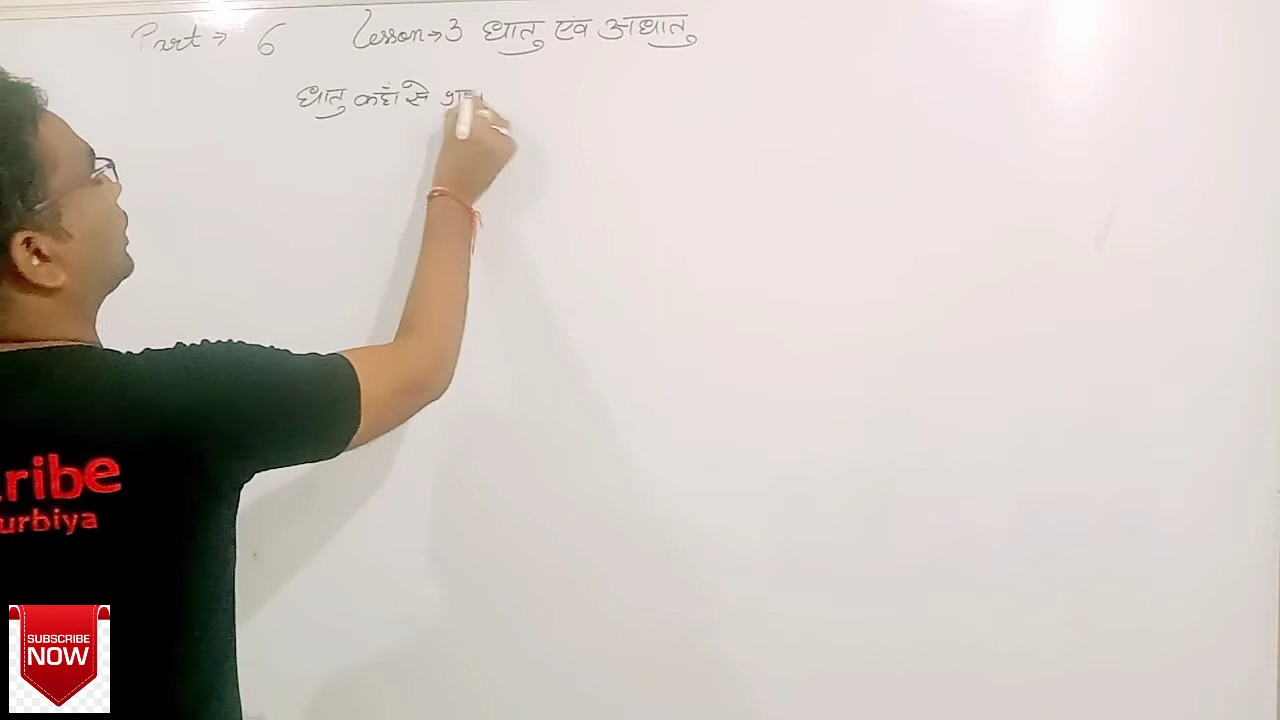 Part → 6 Lesson → 3 धातु एवं अधातु
धातु कहाँ से
ribe
urbiya
SUBSCRIBE
NOW